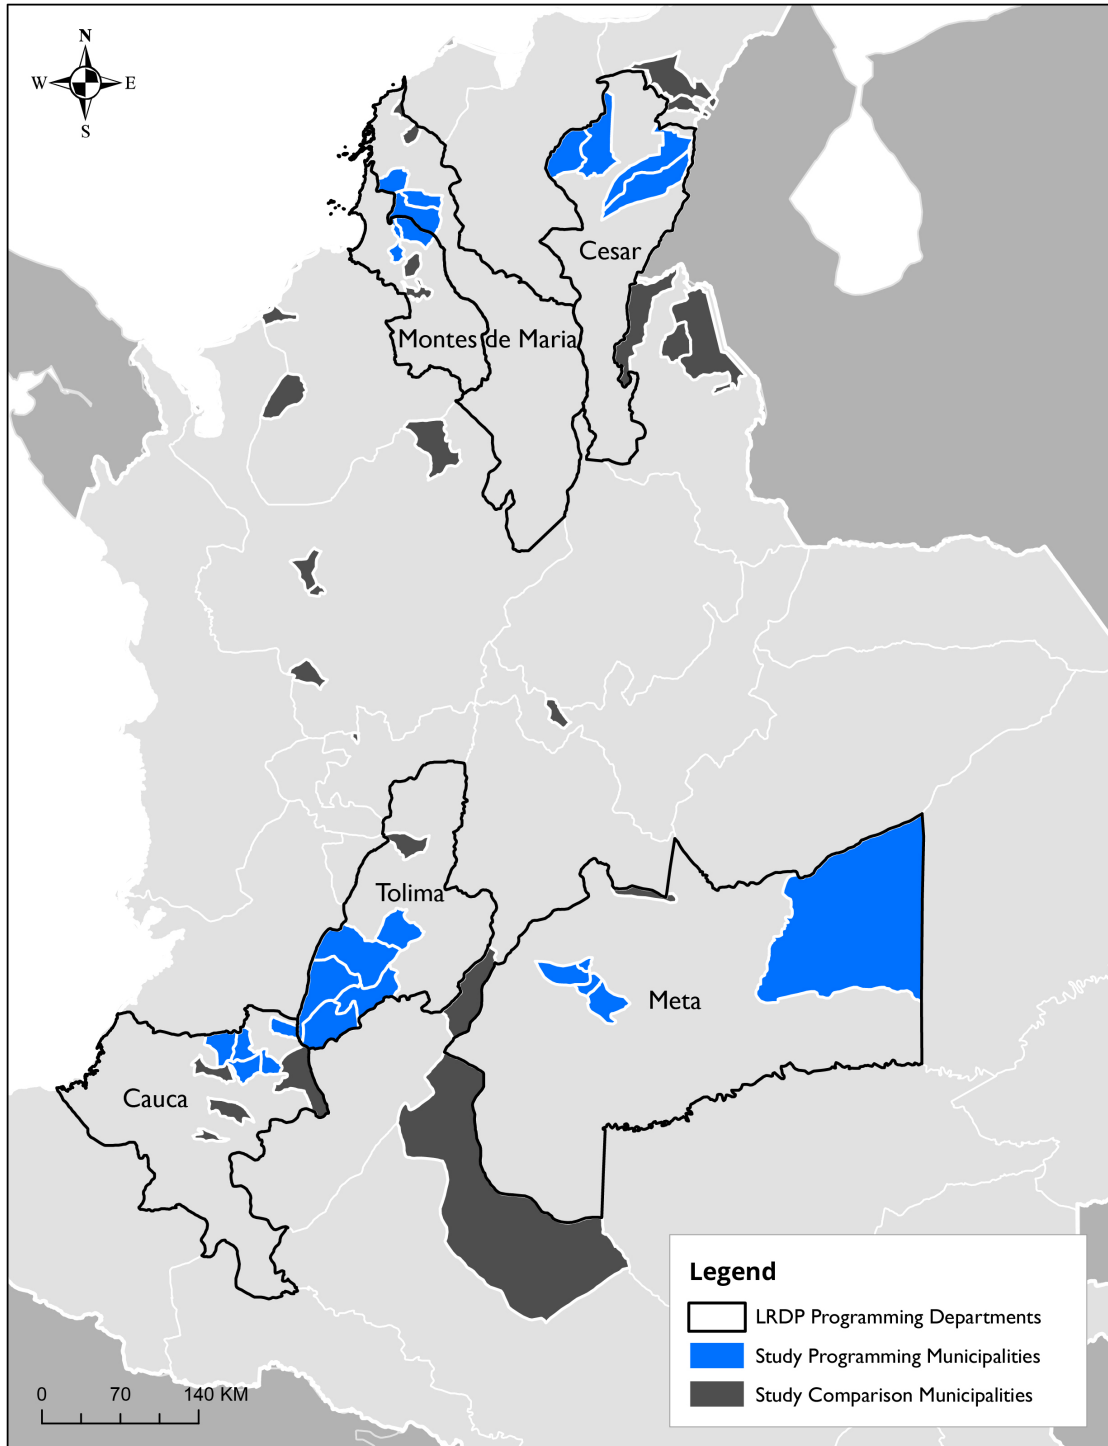 N
W E
S
Cesar
Montes de Maria
Tolima
Meta
Cauca
Legend
LRDP Programming Departments
Study Programming Municipalities
Study Comparison Municipalities
0 70 140 KM